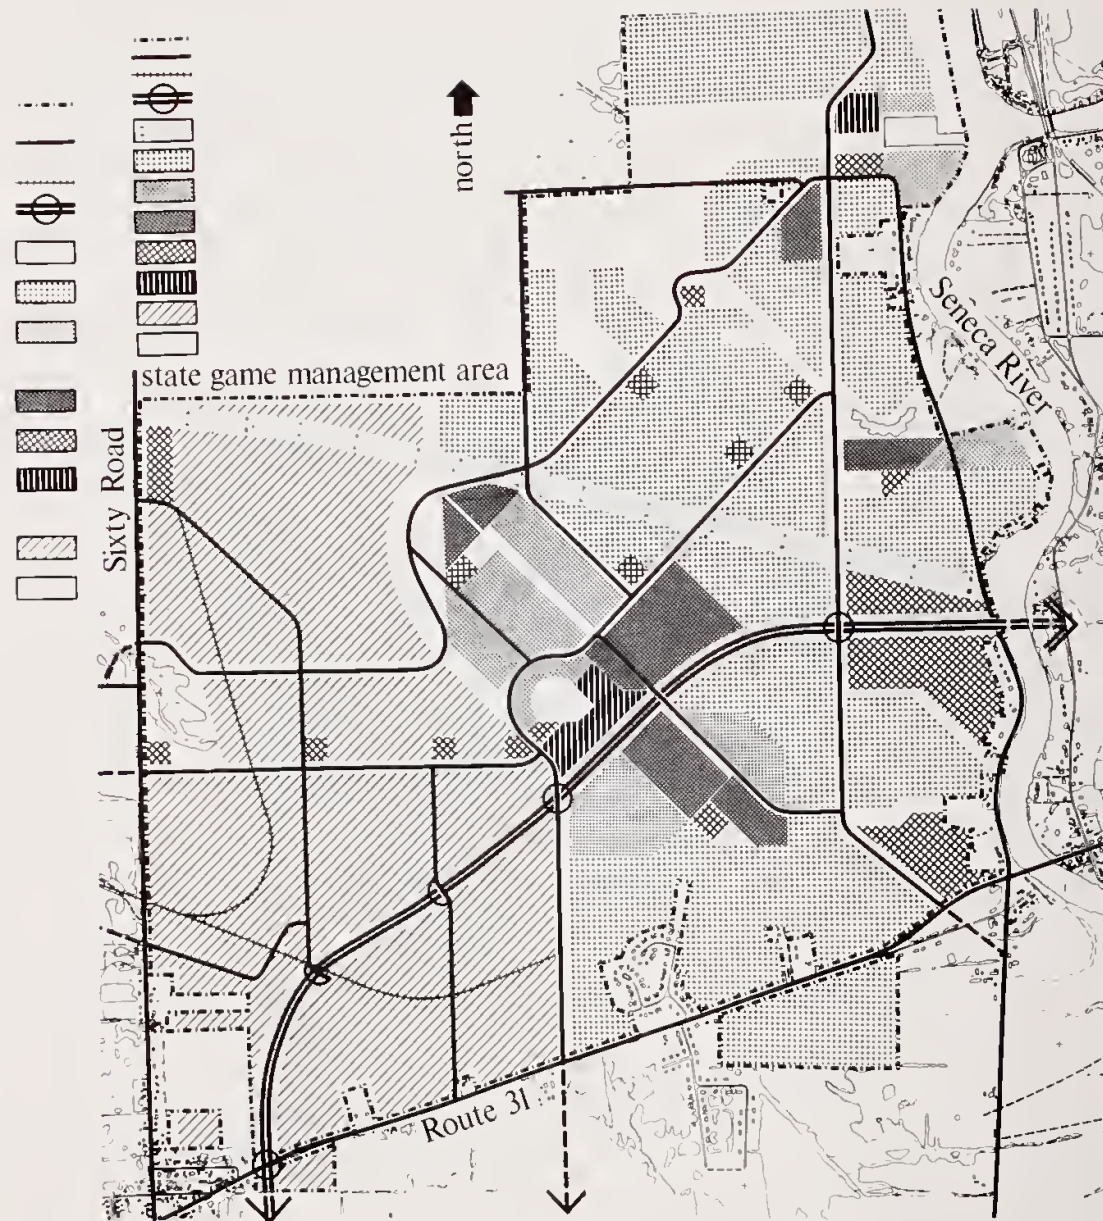 north
Seneca River
state game management area
Sixty Road
Route 31